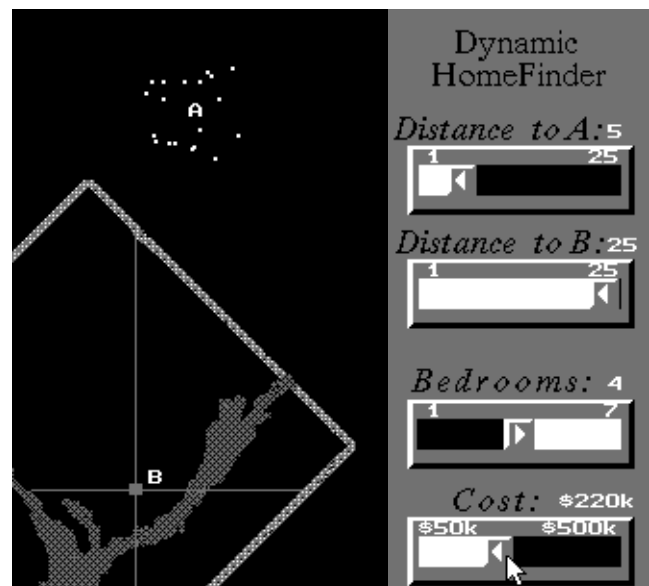 Dynamic
HomeFinder
A
Distance to A: 5
1 25
Distance to B: 25
1 25
Bedrooms: 4
1 7
B
Cost: $220k
$50k $500k